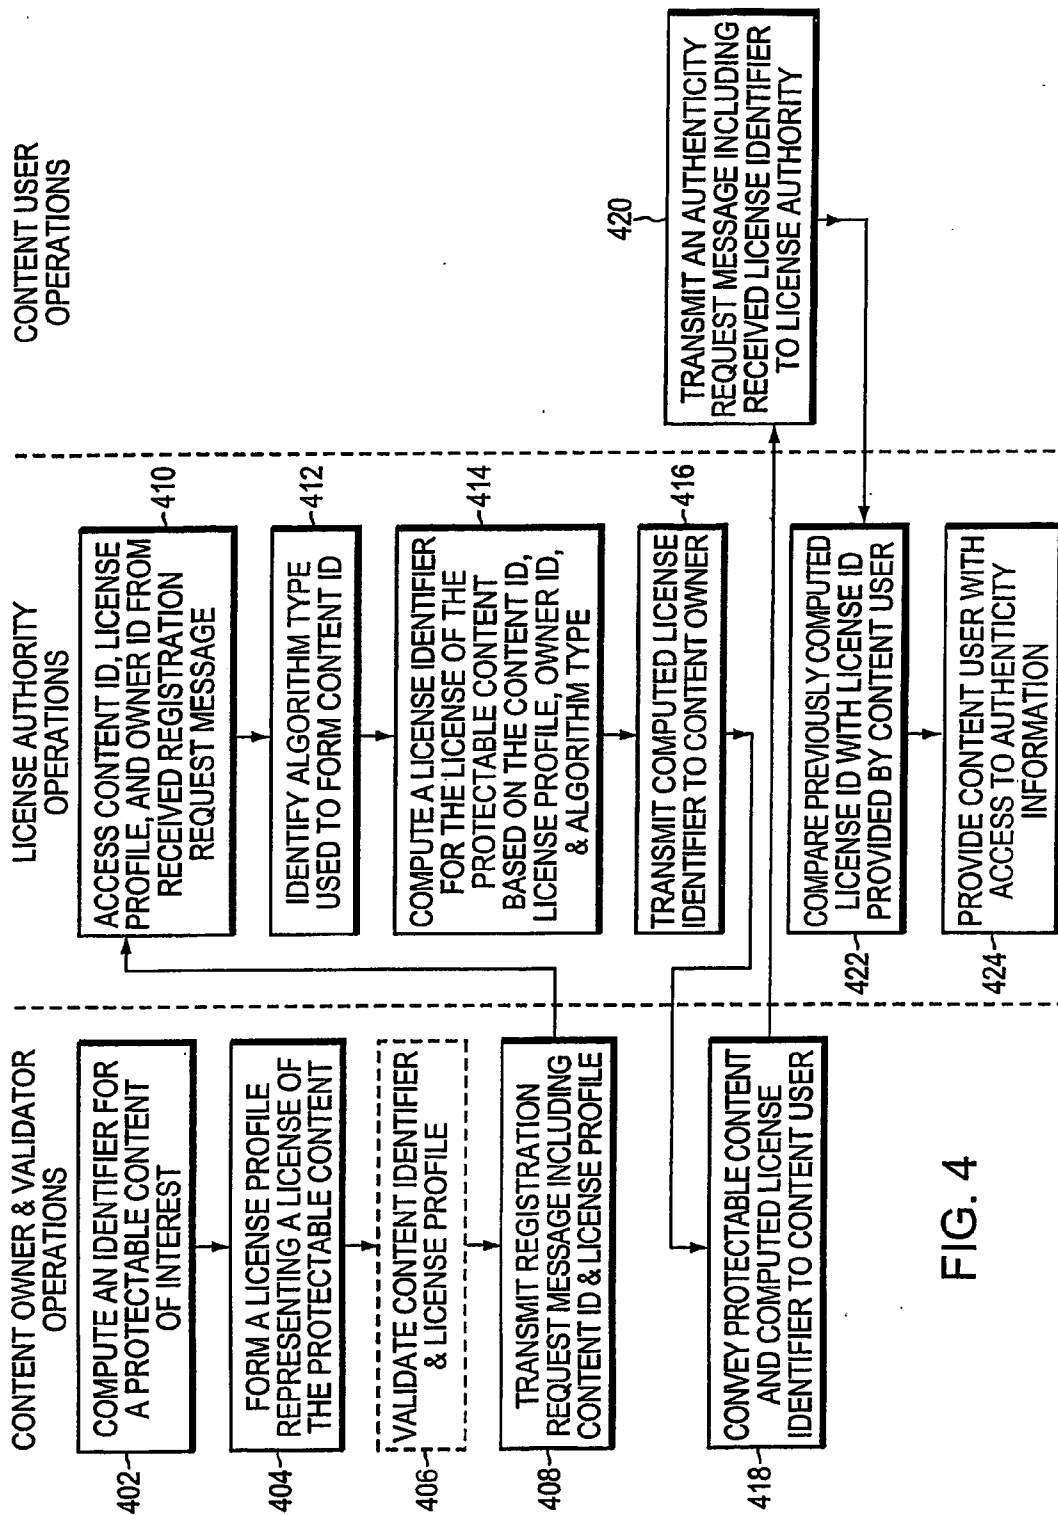 CONTENT OWNER & VALIDATOR
OPERATIONS
COMPUTE AN IDENTIFIER FOR
A PROTECTABLE CONTENT
OF INTEREST
402
FORM A LICENSE PROFILE
REPRESENTING A LICENSE OF
THE PROTECTABLE CONTENT
404
VALIDATE CONTENT IDENTIFIER
& LICENSE PROFILE
406
TRANSMIT REGISTRATION
REQUEST MESSAGE INCLUDING
CONTENT ID & LICENSE PROFILE
408
CONVEY PROTECTABLE CONTENT
AND COMPUTED LICENSE
IDENTIFIER TO CONTENT USER
418
LICENSE AUTHORITY
OPERATIONS
ACCESS CONTENT ID, LICENSE
PROFILE, AND OWNER ID FROM
RECEIVED REGISTRATION
REQUEST MESSAGE
410
IDENTIFY ALGORITHM TYPE
USED TO FORM CONTENT ID
412
COMPUTE A LICENSE IDENTIFIER
FOR THE LICENSE OF THE
PROTECTABLE CONTENT
BASED ON THE CONTENT ID,
LICENSE PROFILE, OWNER ID,
& ALGORITHM TYPE
414
TRANSMIT COMPUTED LICENSE
IDENTIFIER TO CONTENT OWNER
416
COMPARE PREVIOUSLY COMPUTED
LICENSE ID WITH LICENSE ID
PROVIDED BY CONTENT USER
422
PROVIDE CONTENT USER WITH
ACCESS TO AUTHENTICITY
INFORMATION
424
CONTENT USER
OPERATIONS
420
TRANSMIT AN AUTHENTICITY
REQUEST MESSAGE INCLUDING
RECEIVED LICENSE IDENTIFIER
TO LICENSE AUTHORITY
FIG. 4